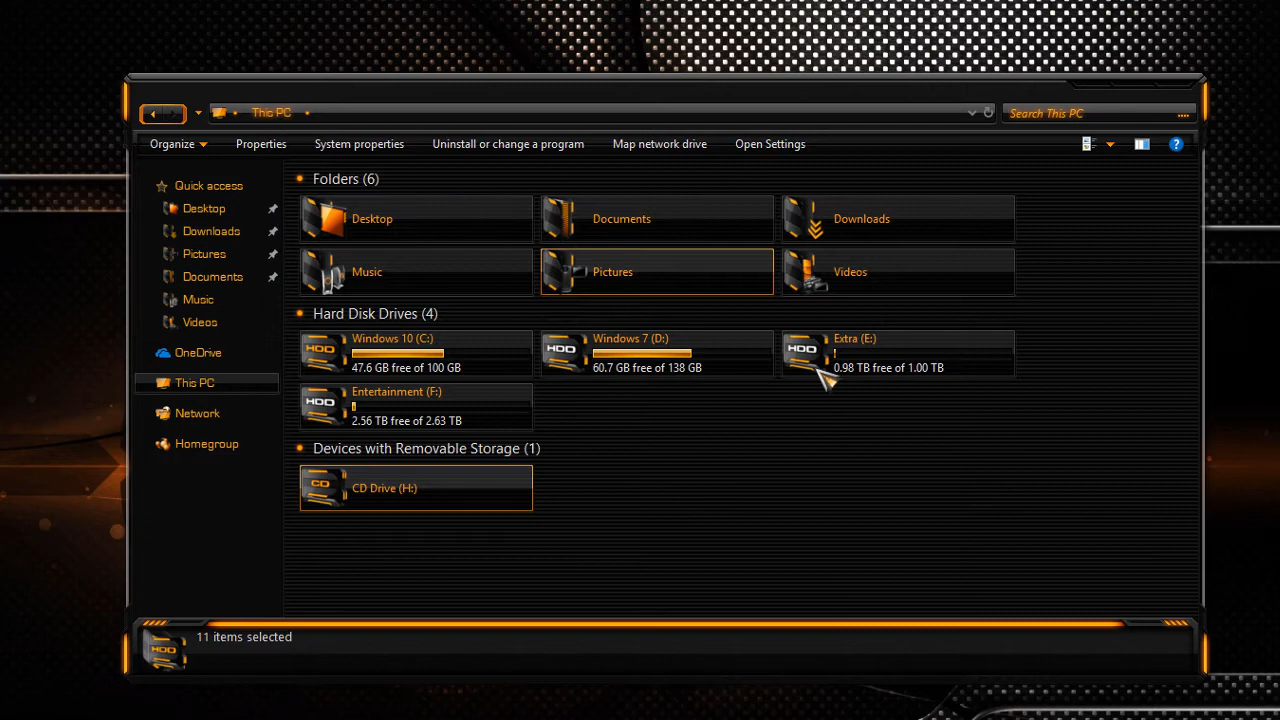 This PC
Search This PC
Organize Properties System properties Uninstall or change a program Map network drive Open Settings ?
Quick access
Desktop
Downloads
Pictures
Documents
Music
Videos
OneDrive
This PC
Network
Homegroup
Folders (6)
Desktop Documents Downloads
Music Pictures Videos
Hard Disk Drives (4)
HDD Windows 10 (C:)
47.6 GB free of 100 GB
HDD Windows 7 (D:)
60.7 GB free of 138 GB
HDD Extra (E:)
0.98 TB free of 1.00 TB
HDD Entertainment (F:)
2.56 TB free of 2.63 TB
Devices with Removable Storage (1)
CD CD Drive (H:)
HDD 11 items selected